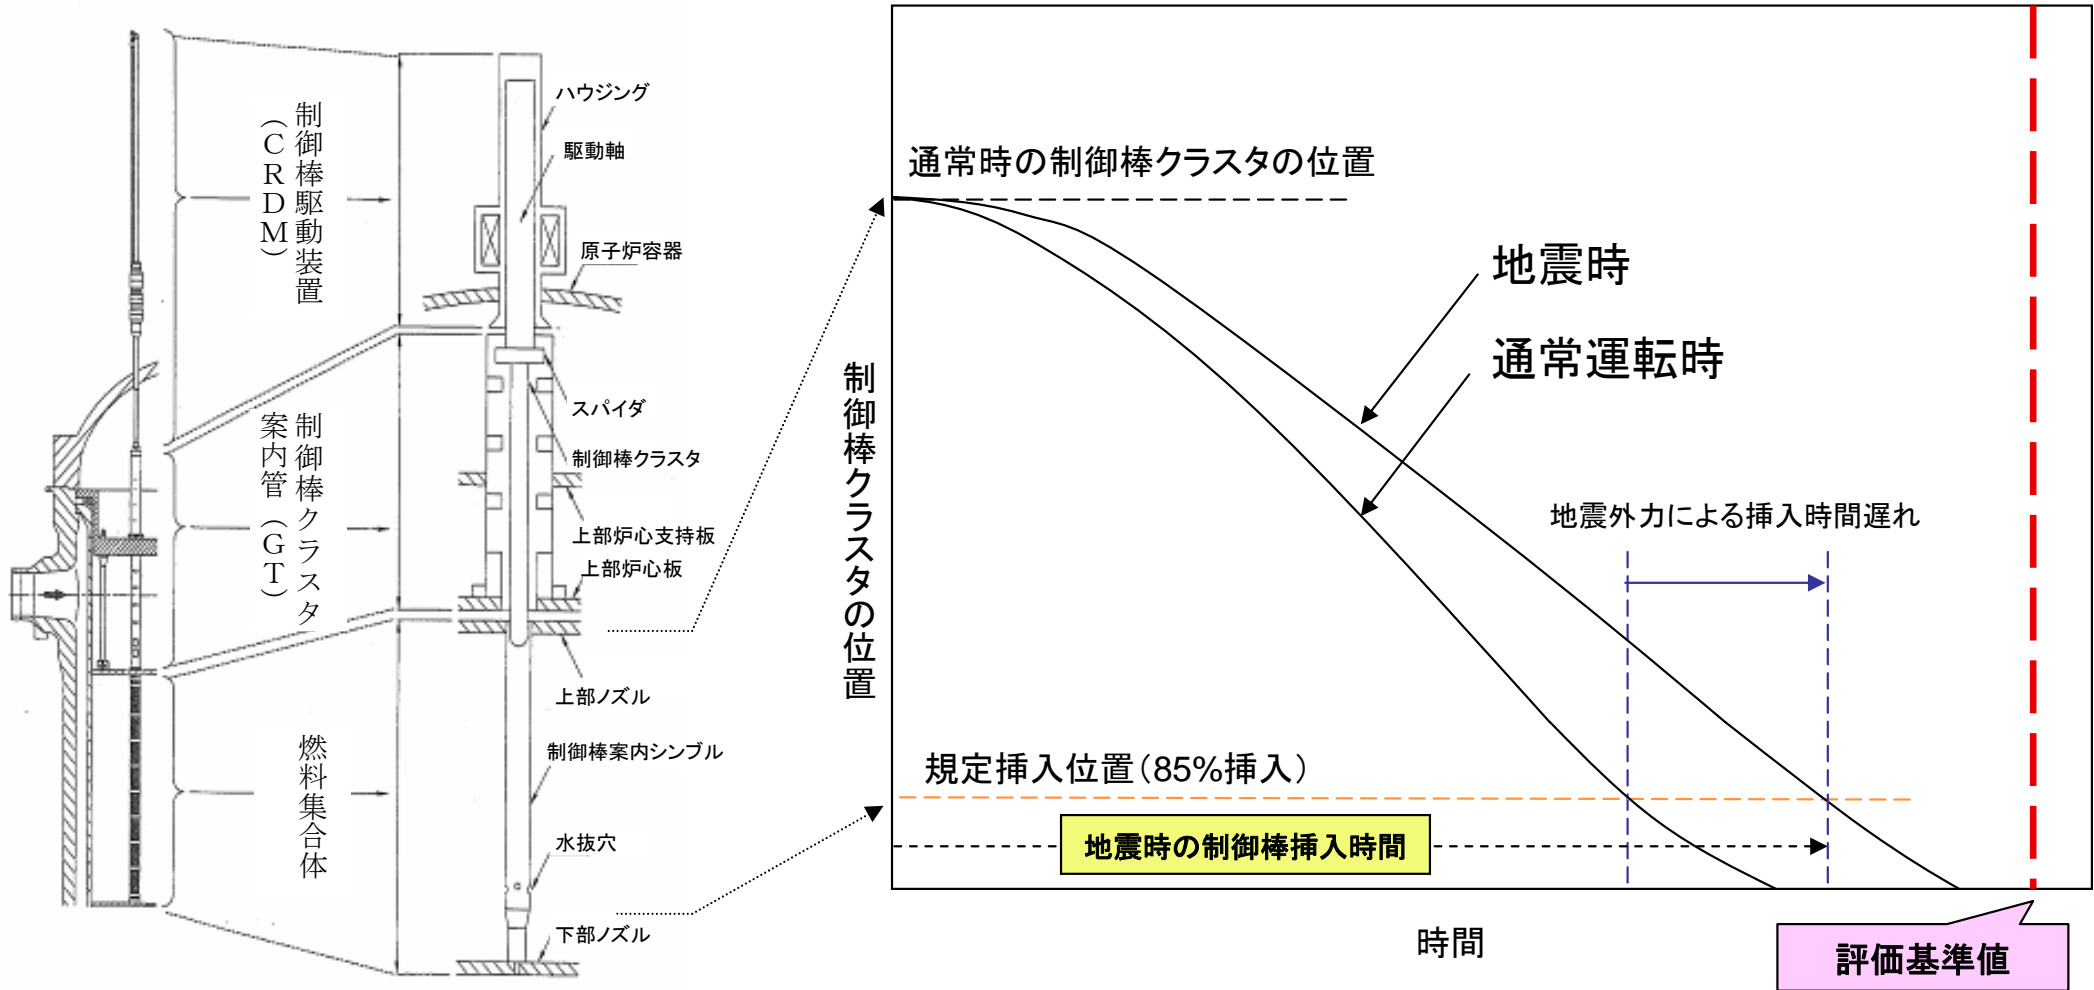 制御棒駆動装置
（ＣＲＤＭ）
制御棒クラスタ
案内管（ＧＴ）
燃料集合体
ハウジング
駆動軸
原子炉容器
スパイダ
制御棒クラスタ
上部炉心支持板
上部炉心板
上部ノズル
制御棒案内シンブル
水抜穴
下部ノズル
制御棒クラスタの位置
通常時の制御棒クラスタの位置
地震時
通常運転時
地震外力による挿入時間遅れ
規定挿入位置（85%挿入）
地震時の制御棒挿入時間
時間
評価基準値